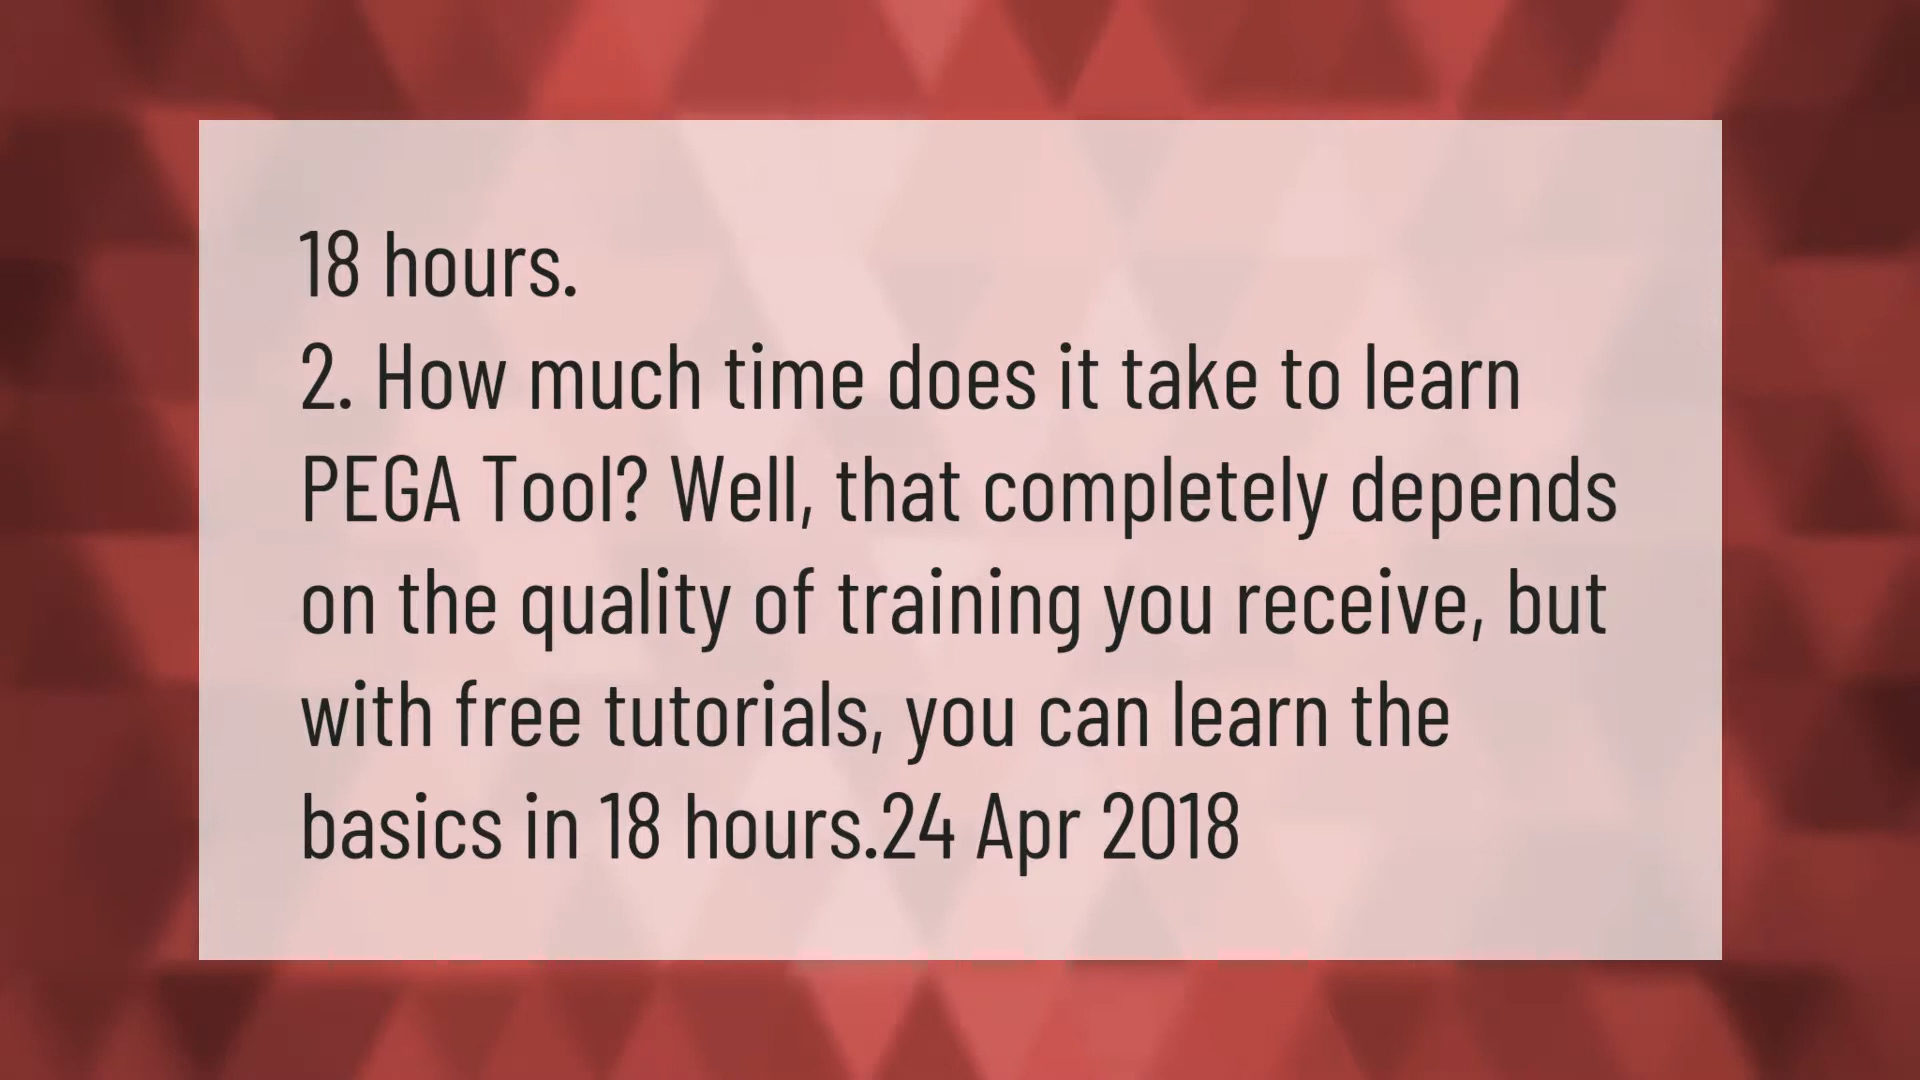 18 hours.
2. How much time does it take to learn
PEGA Tool? Well, that completely depends
on the quality of training you receive, but
with free tutorials, you can learn the
basics in 18 hours.24 Apr 2018